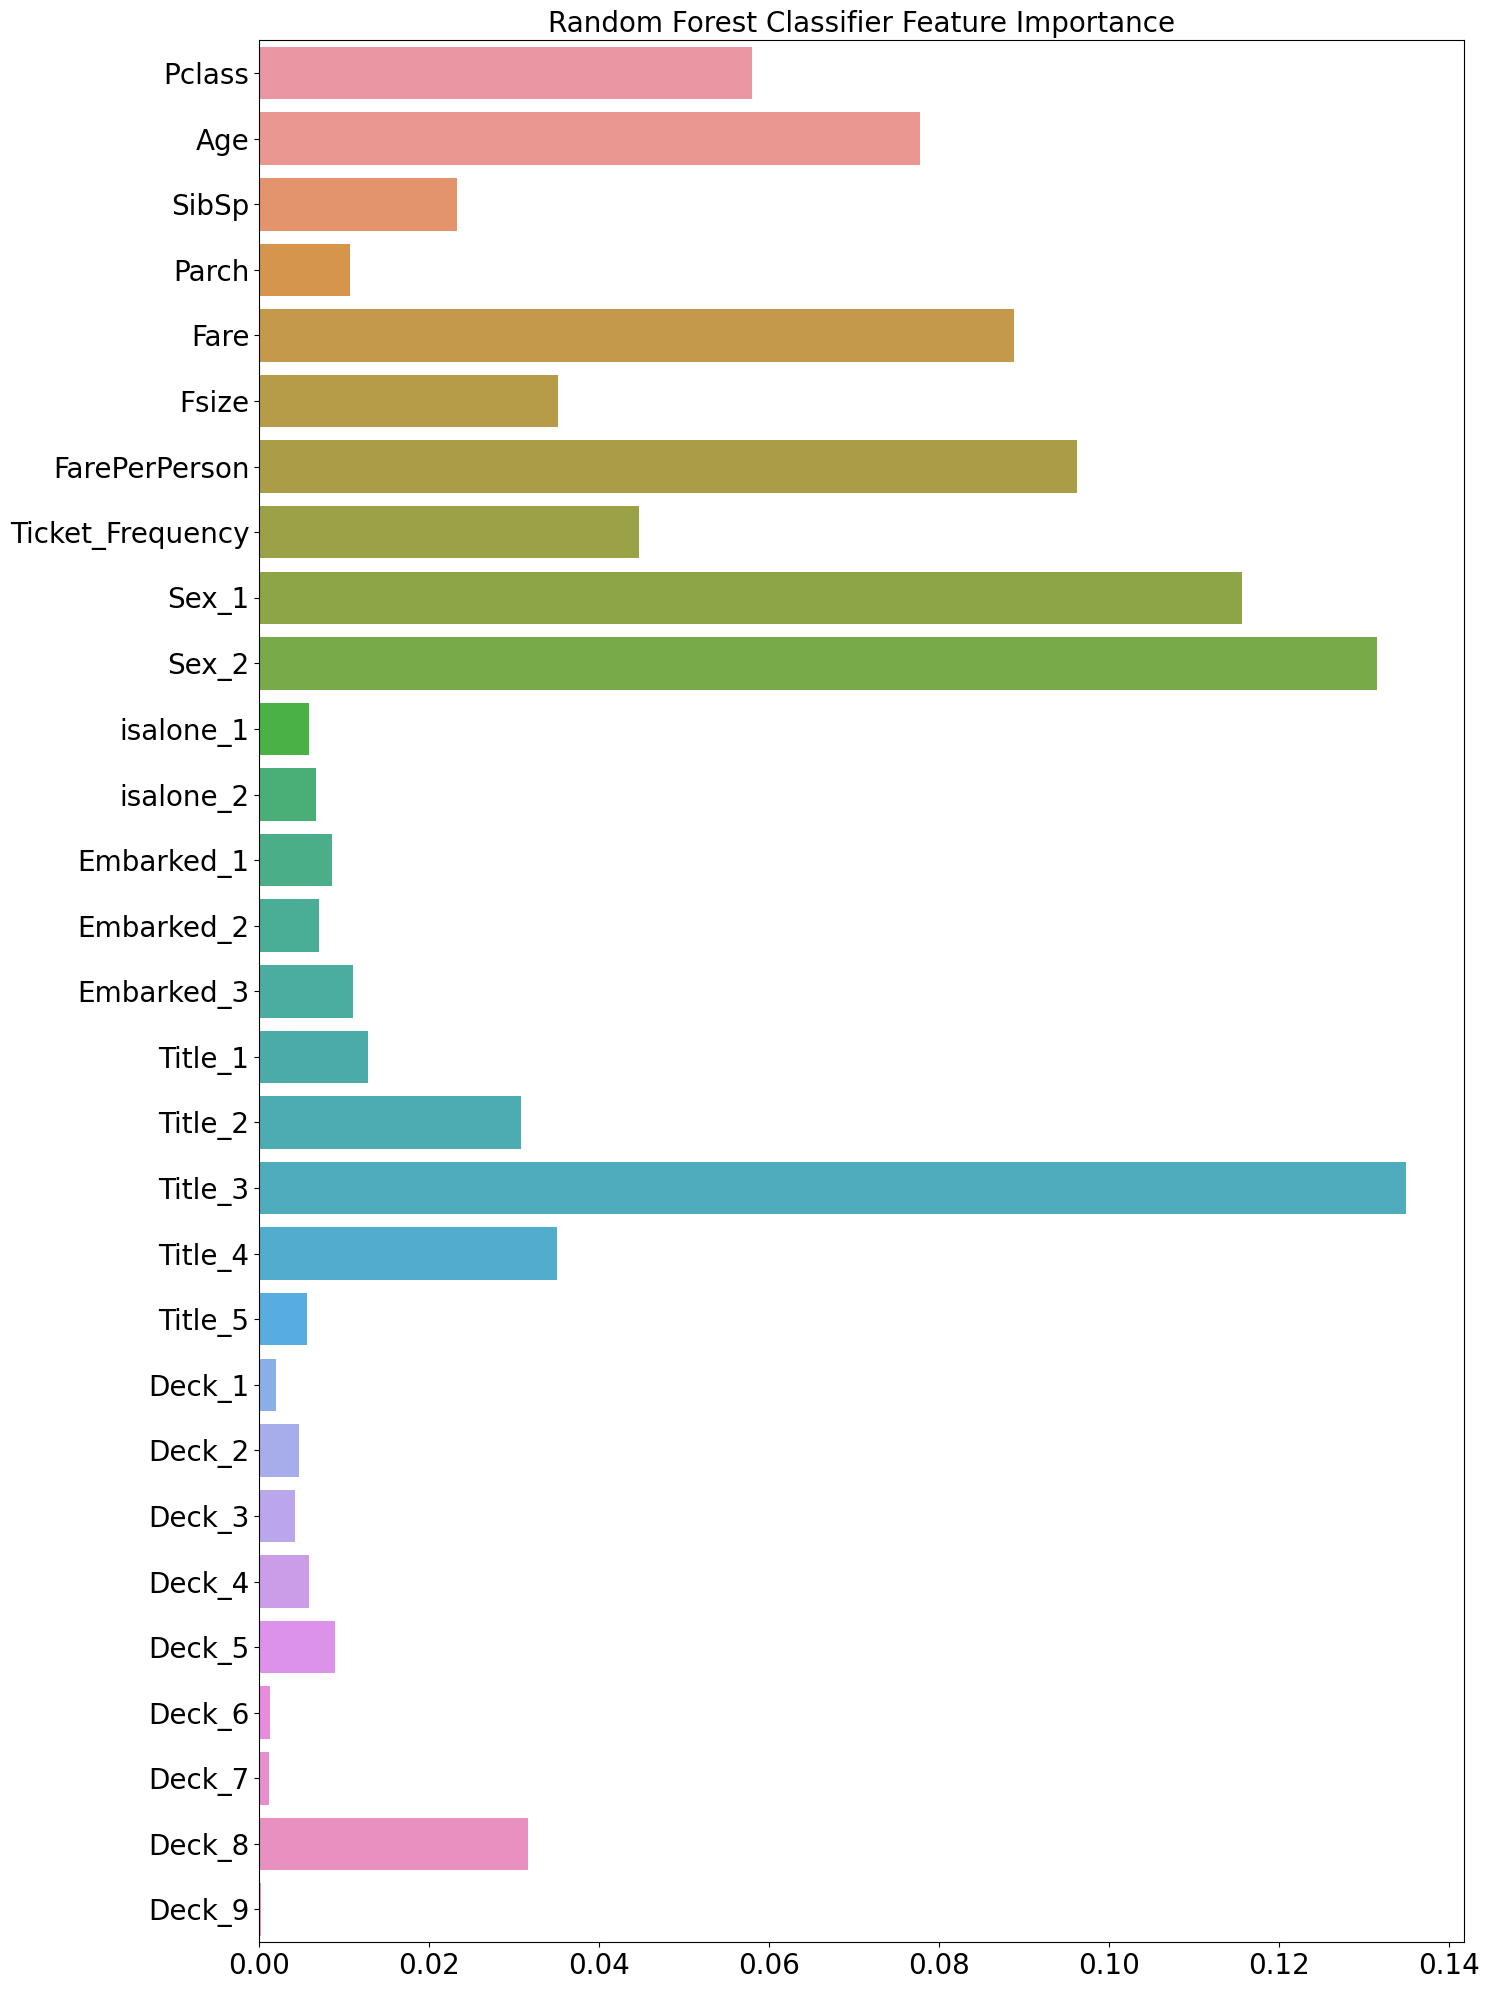 Random Forest Classifier Feature Importance
Pclass
Age
SibSp
Parch
Fare
Fsize
FarePerPerson
Ticket_Frequency
Sex_1
Sex_2
isalone_1
isalone_2
Embarked_1
Embarked_2
Embarked_3
Title_1
Title_2
Title_3
Title_4
Title_5
Deck_1
Deck_2
Deck_3
Deck_4
Deck_5
Deck_6
Deck_7
Deck_8
Deck_9
0.00 0.02 0.04 0.06 0.08 0.10 0.12 0.14